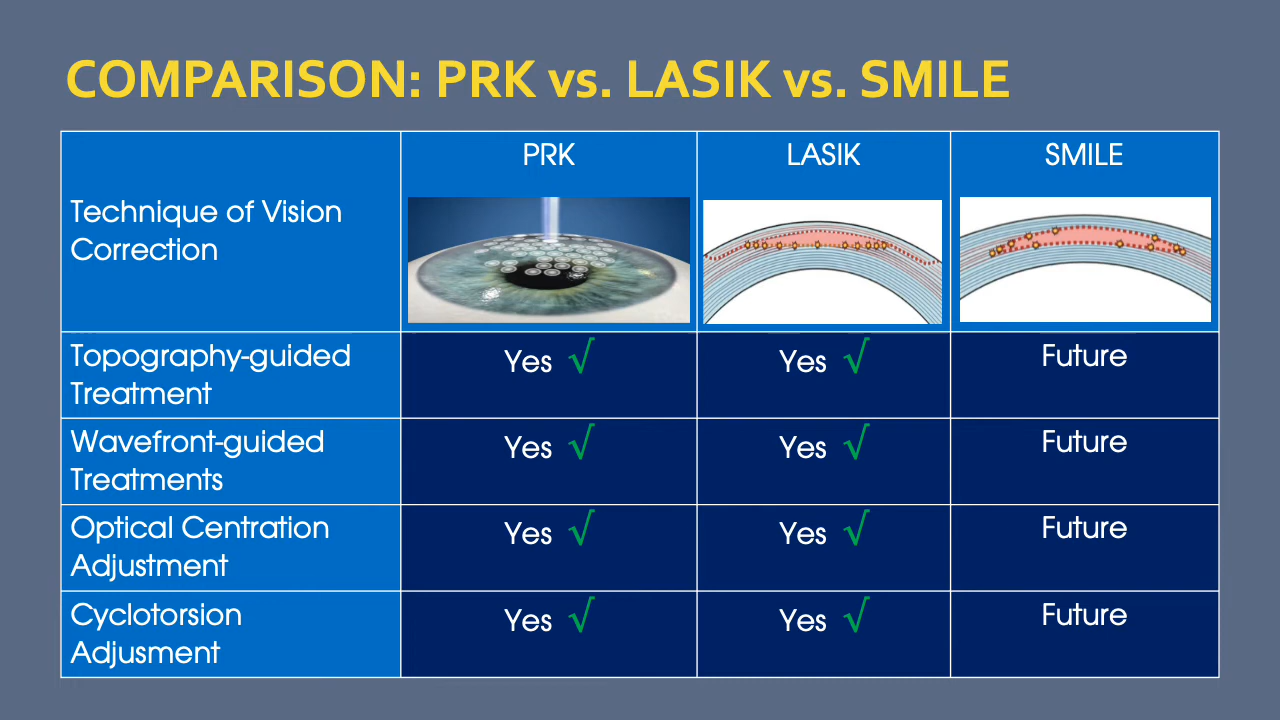 COMPARISON: PRK vs. LASIK vs. SMILE
Technique of Vision
Correction
PRK
LASIK
SMILE
Topography-guided
Treatment
Yes √
Yes √
Future
Wavefront-guided
Treatments
Yes √
Yes √
Future
Optical Centration
Adjustment
Yes √
Yes √
Future
Cyclotorsion
Adjusment
Yes √
Yes √
Future